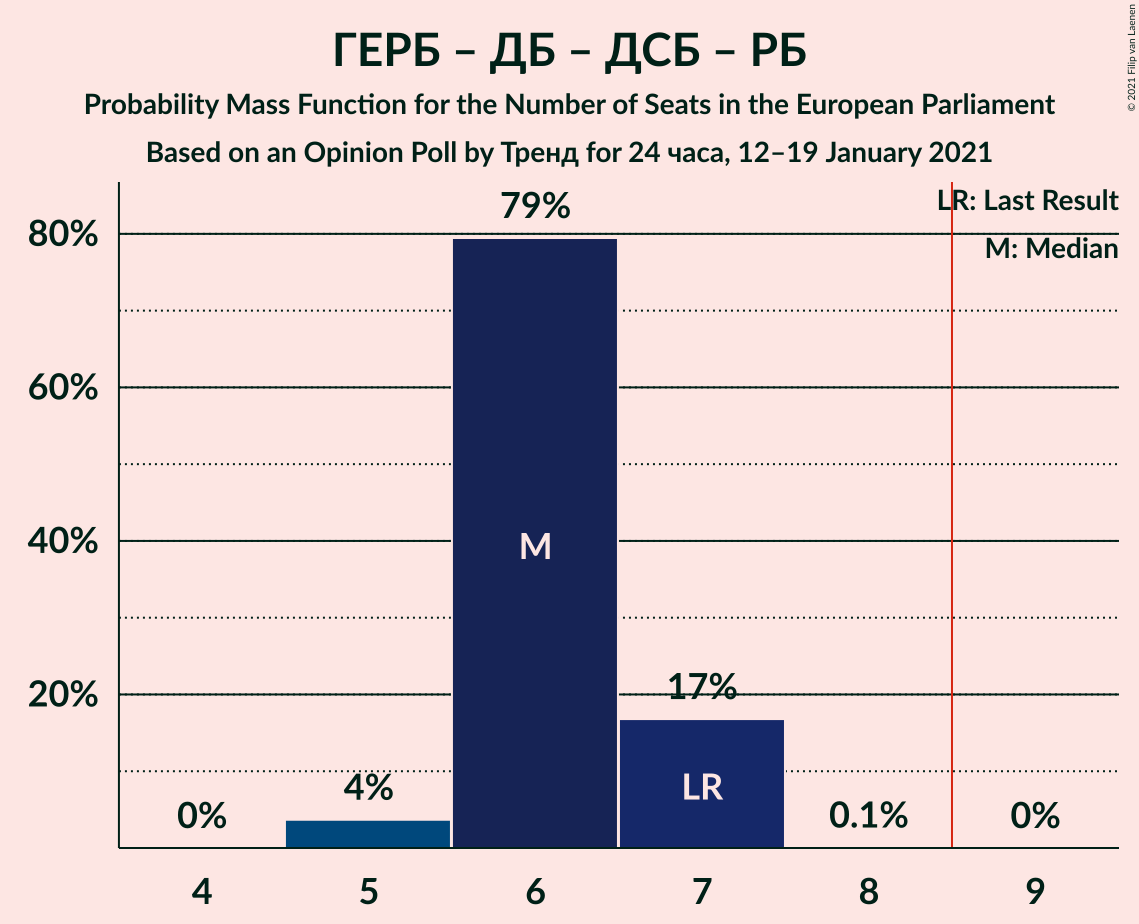 ГЕРБ – ДБ – ДСБ – РБ
Probability Mass Function for the Number of Seats in the European Parliament
Based on an Opinion Poll by Тренд for 24 часа, 12–19 January 2021
© 2021 Filip van Laenen
LR: Last Result
M: Median
80%
60%
40%
20%
0%
4%
79%
17%
0.1%
0%
M
LR
4 5 6 7 8 9